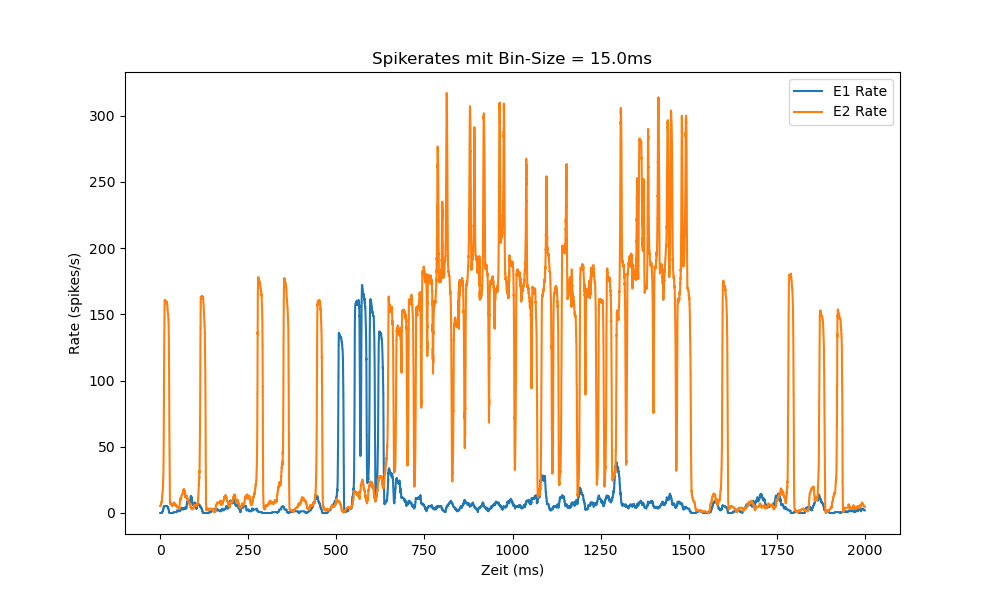 Spikerates mit Bin-Size = 15.0ms
E1 Rate
E2 Rate
300
250
200
150
100
50
0
Rate (spikes/s)
0 250 500 750 1000 1250 1500 1750 2000
Zeit (ms)